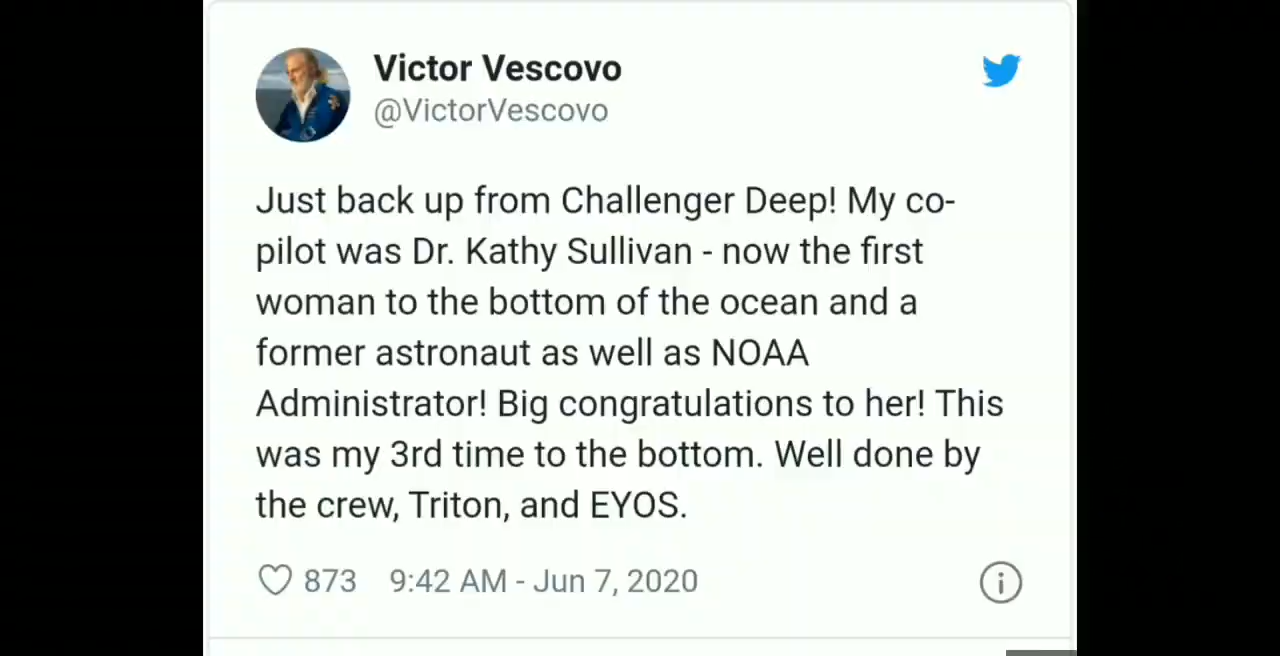 Victor Vescovo
@VictorVescovo
Just back up from Challenger Deep! My co-
pilot was Dr. Kathy Sullivan - now the first
woman to the bottom of the ocean and a
former astronaut as well as NOAA
Administrator! Big congratulations to her! This
was my 3rd time to the bottom. Well done by
the crew, Triton, and EYOS.
873 9:42 AM - Jun 7, 2020